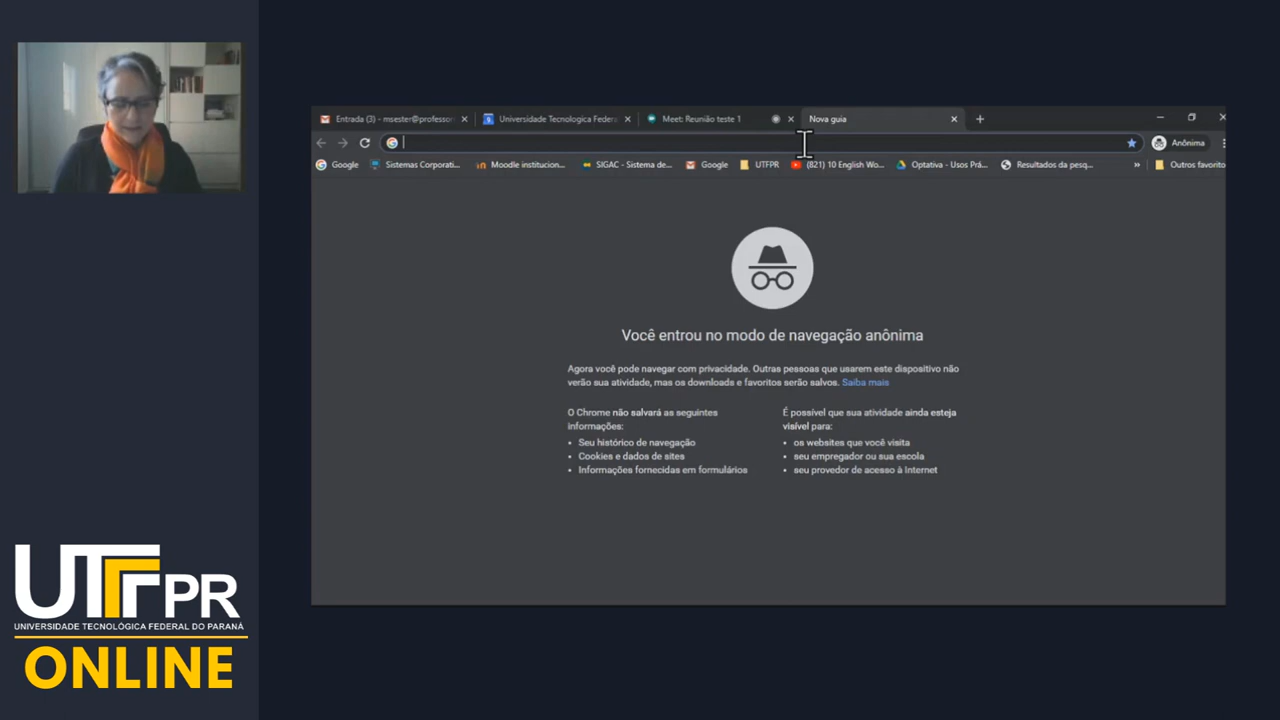 Entrada (3) - msester@professor
Universidade Tecnologica Federa
Meet: Reunião teste 1
Nova guia
Anônima
Google
Sistemas Corporati...
Moodle institucion...
SIGAC - Sistema de...
Google
UTFPR
(821) 10 English Wo...
Optativa - Usos Prá...
Resultados da pesq...
»
Outros favorito
Você entrou no modo de navegação anônima
Agora você pode navegar com privacidade. Outras pessoas que usarem este dispositivo não
verão sua atividade, mas os downloads e favoritos serão salvos. Saiba mais
O Chrome não salvará as seguintes
informações:
• Seu histórico de navegação
• Cookies e dados de sites
• Informações fornecidas em formulários
É possível que sua atividade ainda esteja
visível para:
• os websites que você visita
• seu empregador ou sua escola
• seu provedor de acesso à Internet
UTFPR
UNIVERSIDADE TECNOLÓGICA FEDERAL DO PARANÁ
ONLINE